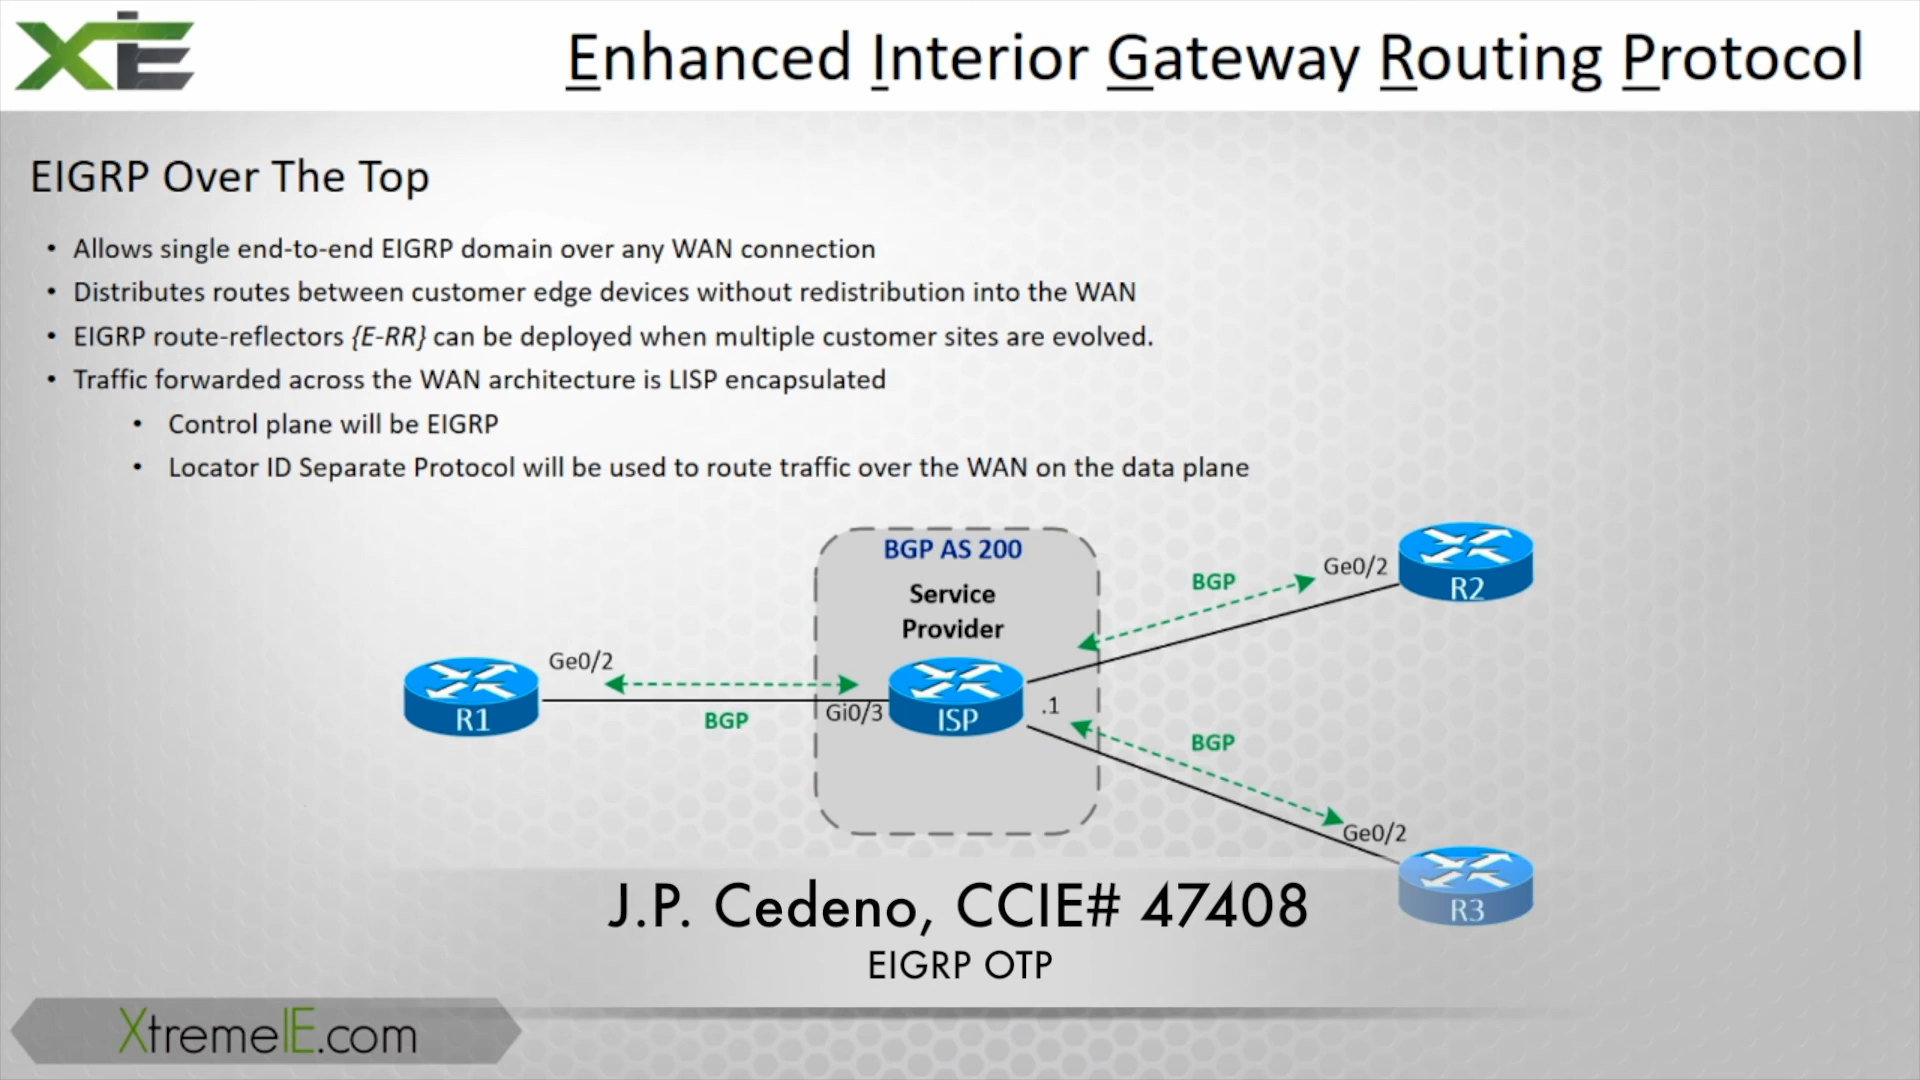 XiE
Enhanced Interior Gateway Routing Protocol
EIGRP Over The Top
• Allows single end-to-end EIGRP domain over any WAN connection
• Distributes routes between customer edge devices without redistribution into the WAN
• EIGRP route-reflectors {E-RR} can be deployed when multiple customer sites are evolved.
• Traffic forwarded across the WAN architecture is LISP encapsulated
• Control plane will be EIGRP
• Locator ID Separate Protocol will be used to route traffic over the WAN on the data plane
BGP AS 200
Service
Provider
BGP
Ge0/2
R2
Ge0/2
R1
BGP
Gi0/3
ISP
.1
BGP
Ge0/2
R3
J.P. Cedeno, CCIE# 47408
EIGRP OTP
XtremeIE.com